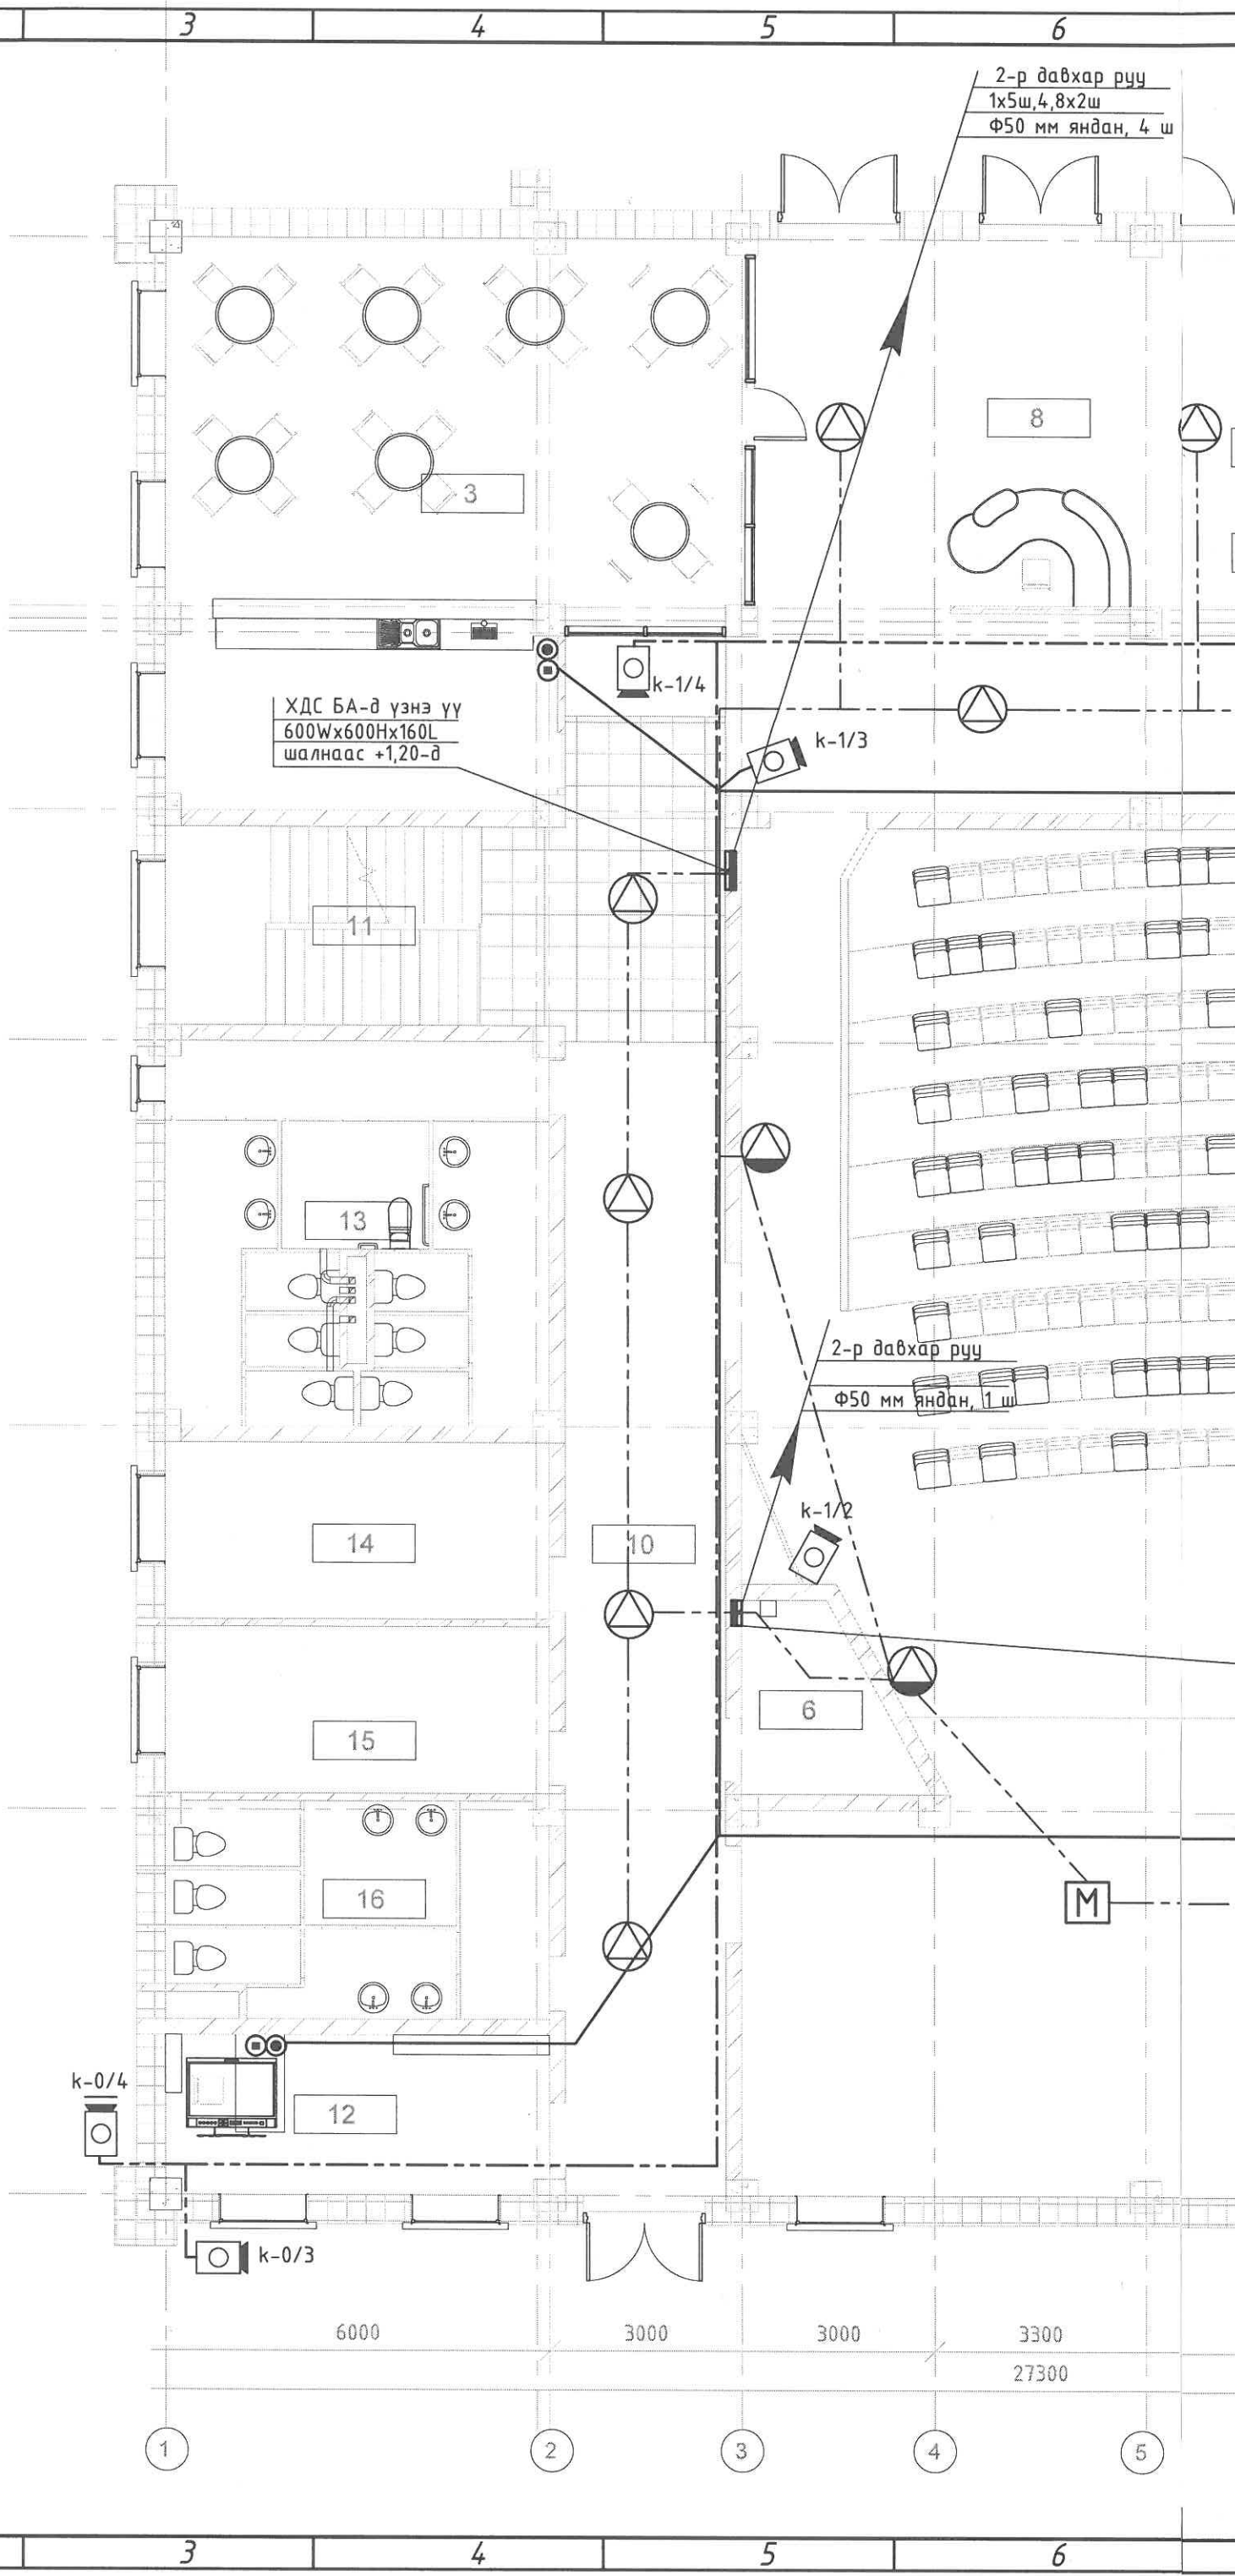 3 4 5 6
2-р давхар руу
1x5ш,4,8x2ш
Ф50 мм яндан, 4 ш
8
3
k-1/4
k-1/3
ХДС БА-д үзнэ үү
600Wx600Hx160L
шалнаас +1,20-д
11
13
2-р давхар руу
Ф50 мм яндан, 1 ш
k-1/2
14
10
6
15
16
M
k-0/4
12
k-0/3
6000 3000 3000 3300
27300
1 2 3 4 5
3 4 5 6